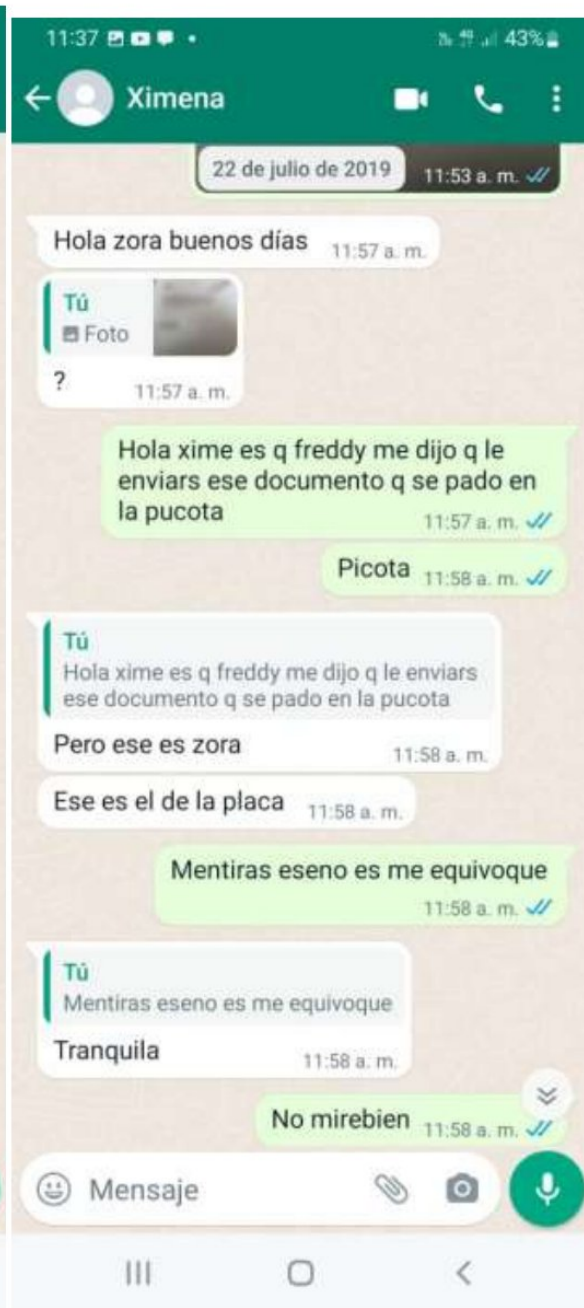 11:37
43%
Ximena
22 de julio de 2019
11:53 a. m.
Hola zora buenos días 11:57 a. m.
Tú
Foto
? 11:57 a. m.
Hola xime es q freddy me dijo q le
enviars ese documento q se pado en
la pucota 11:57 a. m.
Picota 11:58 a. m.
Tú
Hola xime es q freddy me dijo q le enviars
ese documento q se pado en la pucota
Pero ese es zora 11:58 a. m.
Ese es el de la placa 11:58 a. m.
Mentiras eseno es me equivoque
11:58 a. m.
Tú
Mentiras eseno es me equivoque
Tranquila 11:58 a. m.
No mirebien 11:58 a. m.
Mensaje